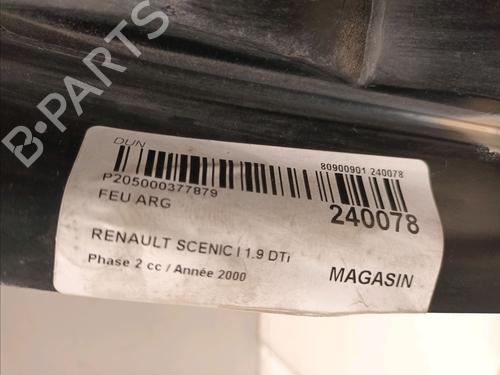 B-PARTS
DUN
80900901 240078
P205000377879
FEU ARG
240078
RENAULT SCENIC I 1.9 DTi
Phase 2 cc / Année 2000
MAGASIN